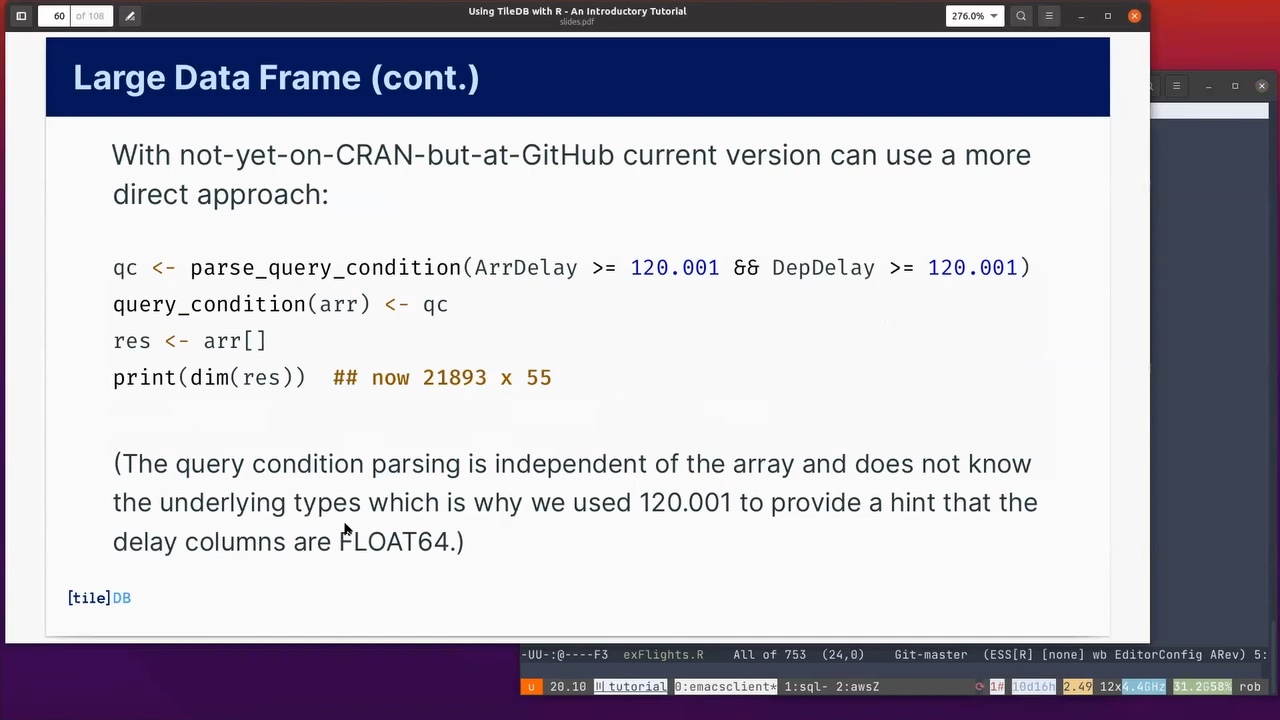 60 of 108
Using TileDB with R - An Introductory Tutorial
slides.pdf
276.0%
Large Data Frame (cont.)
With not-yet-on-CRAN-but-at-GitHub current version can use a more
direct approach:
qc <- parse_query_condition(ArrDelay >= 120.001 && DepDelay >= 120.001)
query_condition(arr) <- qc
res <- arr[]
print(dim(res)) ## now 21893 x 55
(The query condition parsing is independent of the array and does not know
the underlying types which is why we used 120.001 to provide a hint that the
delay columns are FLOAT64.)
[tile]DB
-UU-:@----F3 exFlights.R All of 753 (24,0) Git-master (ESS[R] [none] wb EditorConfig ARev) 5:
u 20.10 tutorial 0:emacsclient* 1:sql- 2:awsZ 1# 10d16h 2.49 12x4.4GHz 31.2G58% rob